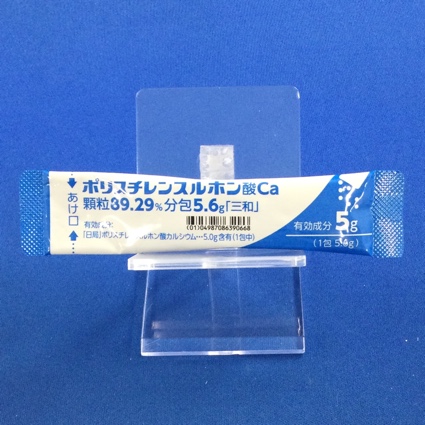 あけ口
ポリスチレンスルホン酸Ca
顆粒89.29%分包5.6g「三和」
(01)04987086390668
有効成分
「日局」ポリスチレンスルホン酸カルシウム…5.0g含有(1包中)
有効成分 5g
(1包 5.6g)